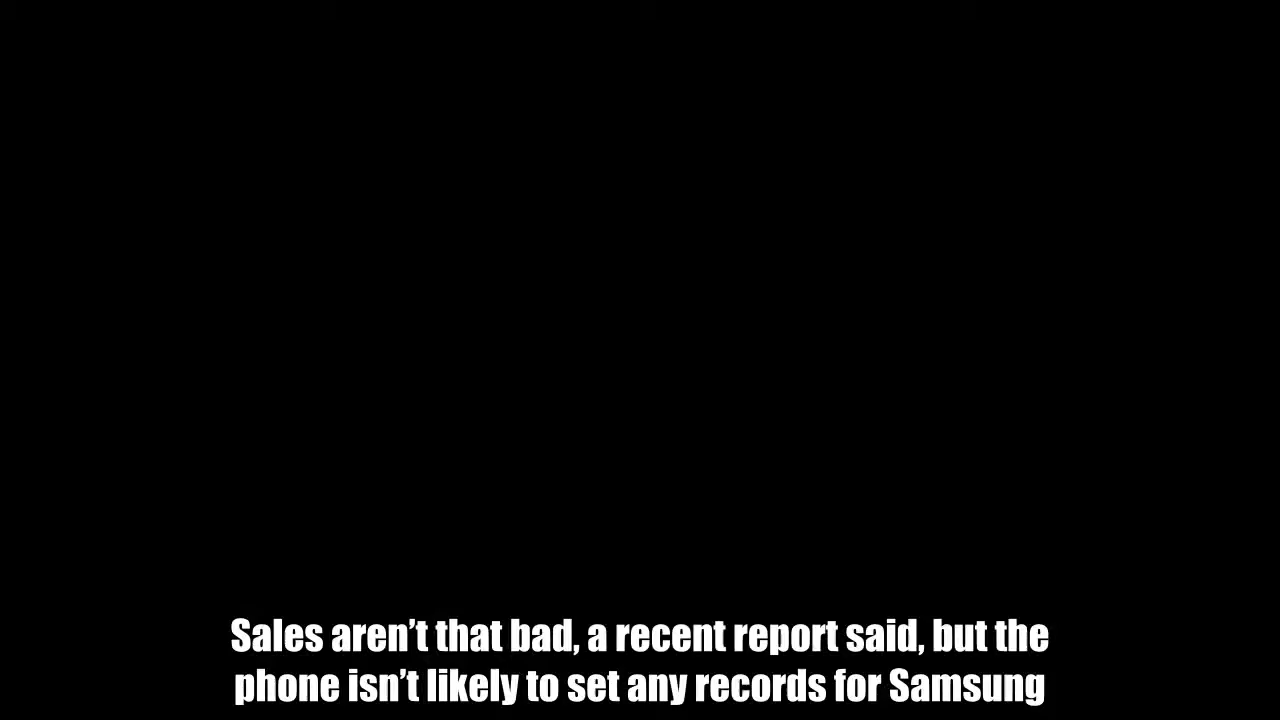 Sales aren’t that bad, a recent report said, but the
phone isn’t likely to set any records for Samsung